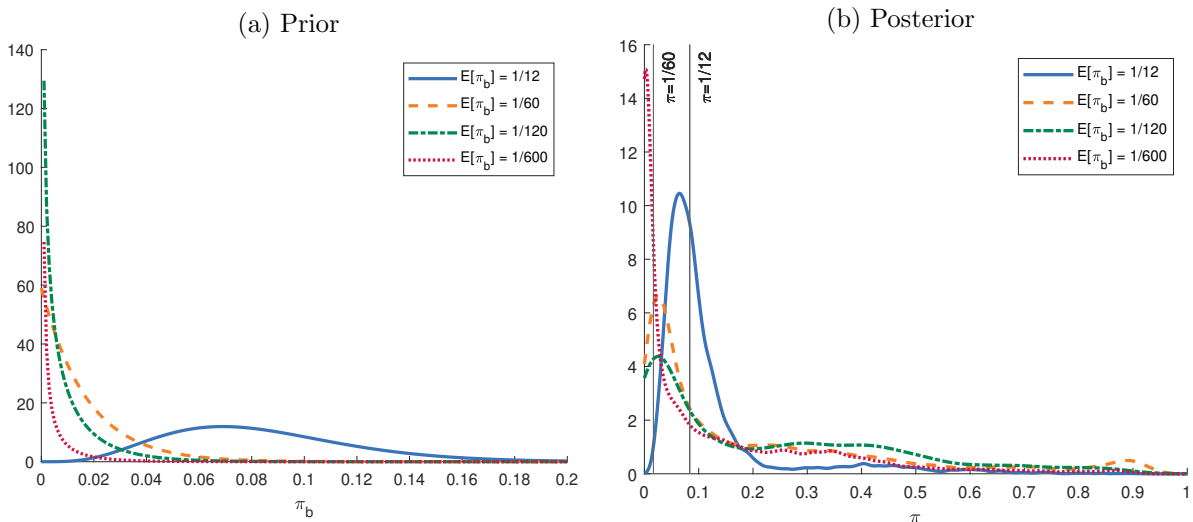 (a) Prior
140
120
100
80
60
40
20
0
0 0.02 0.04 0.06 0.08 0.1 0.12 0.14 0.16 0.18 0.2
π_b
E[π_b] = 1/12
E[π_b] = 1/60
E[π_b] = 1/120
E[π_b] = 1/600
(b) Posterior
16
14
12
10
8
6
4
2
0
0 0.1 0.2 0.3 0.4 0.5 0.6 0.7 0.8 0.9 1
π
π=1/60
π=1/12
E[π_b] = 1/12
E[π_b] = 1/60
E[π_b] = 1/120
E[π_b] = 1/600